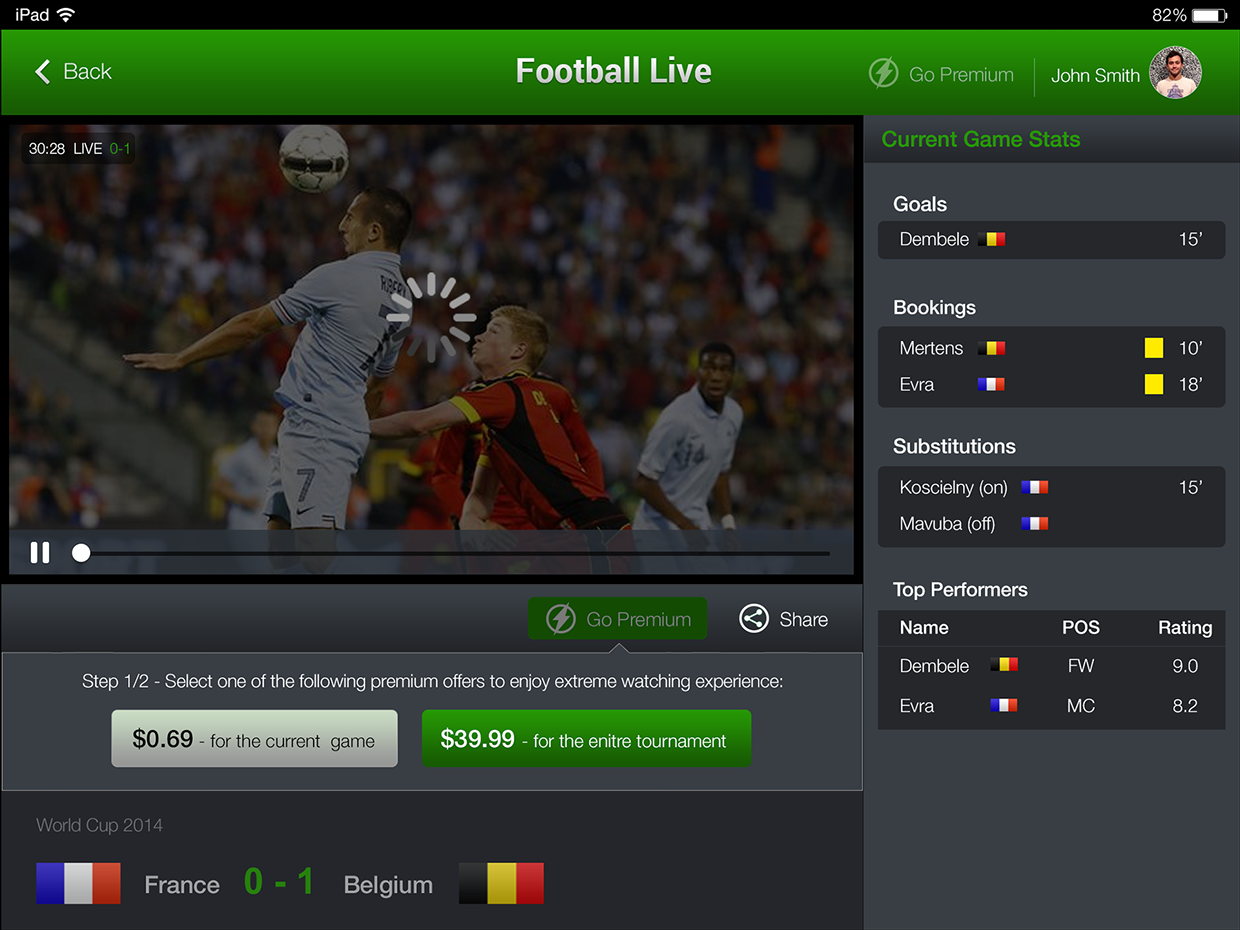 iPad
82%
Back
Football Live
Go Premium
John Smith
30:28 LIVE 0-1
7
Go Premium
Share
Step 1/2 - Select one of the following premium offers to enjoy extreme watching experience:
$0.69 - for the current game
$39.99 - for the enitre tournament
World Cup 2014
France 0 - 1 Belgium
Current Game Stats
Goals
Dembele 15’
Bookings
Mertens 10’
Evra 18’
Substitutions
Koscielny (on) 15’
Mavuba (off)
Top Performers
Name POS Rating
Dembele FW 9.0
Evra MC 8.2